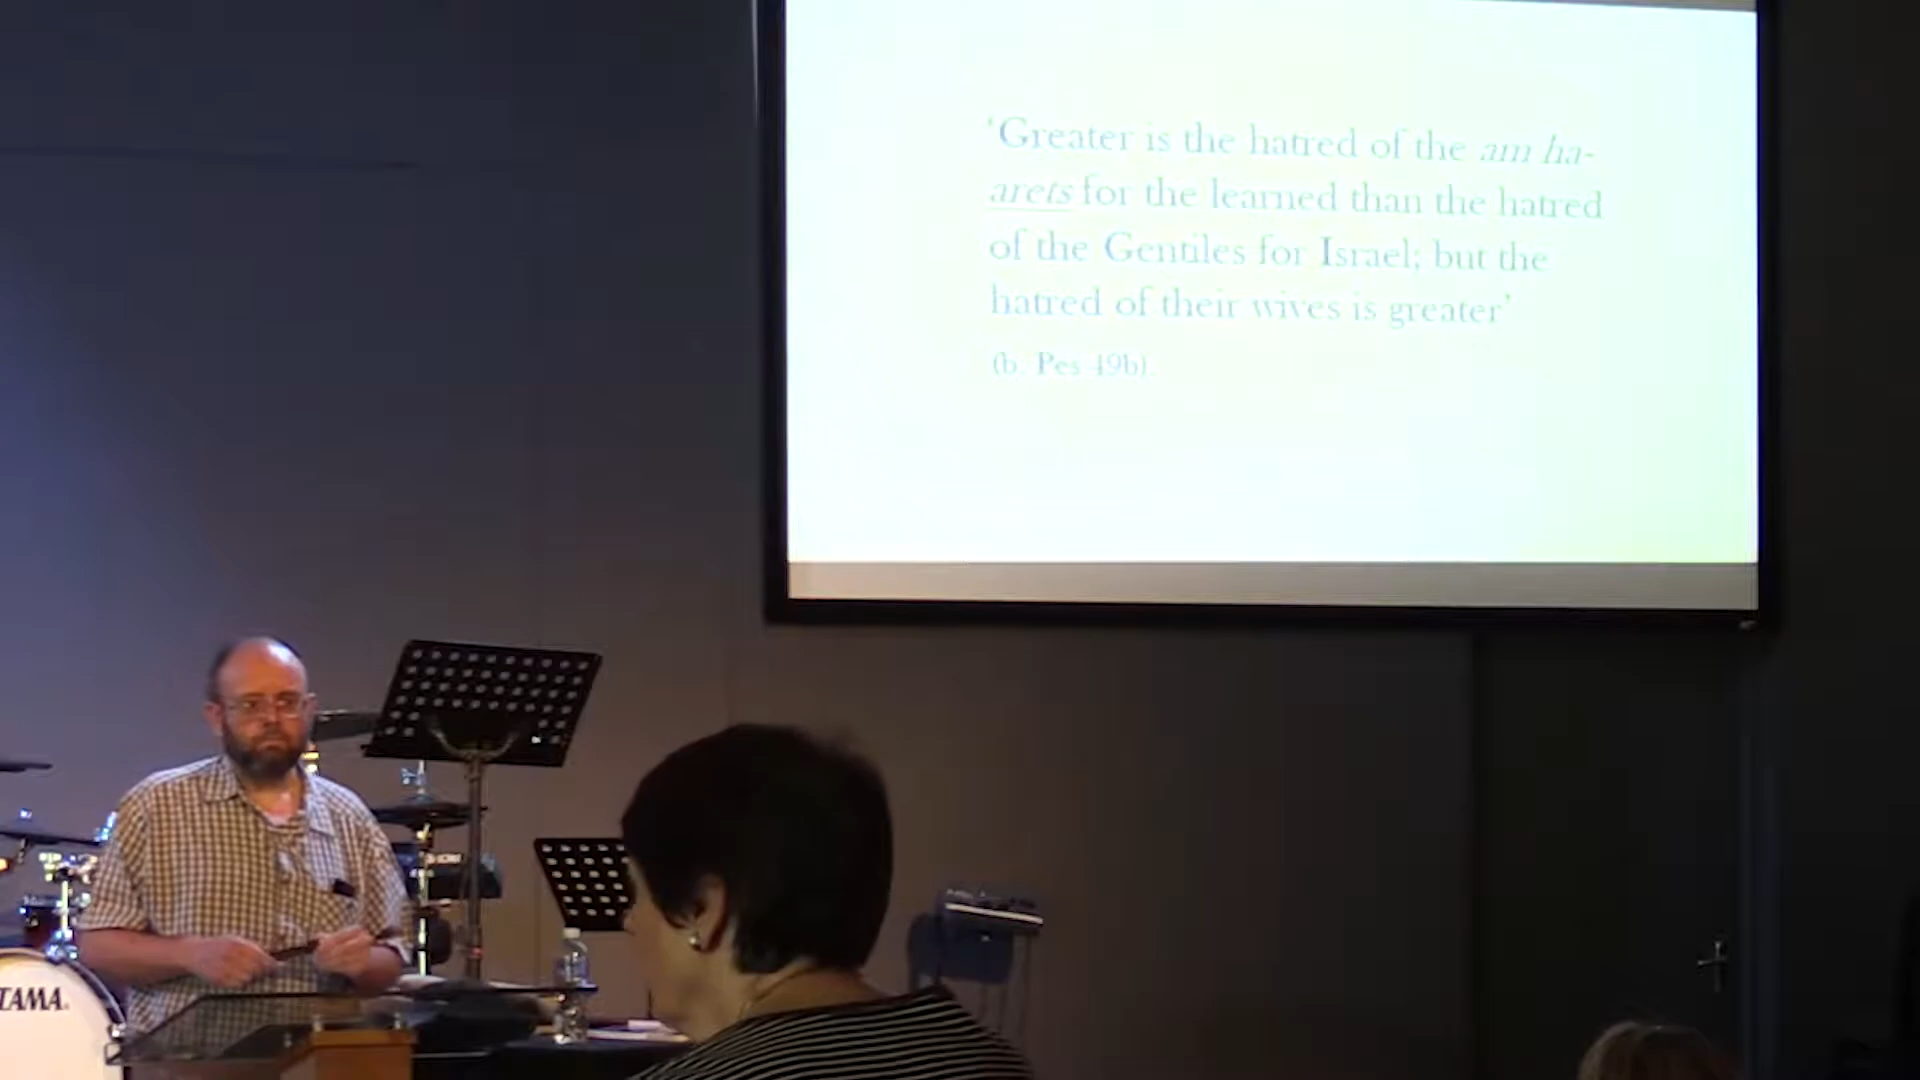 ‘Greater is the hatred of the am ha-
arets for the learned than the hatred
of the Gentiles for Israel; but the
hatred of their wives is greater’
(b. Pes 49b).
TAMA